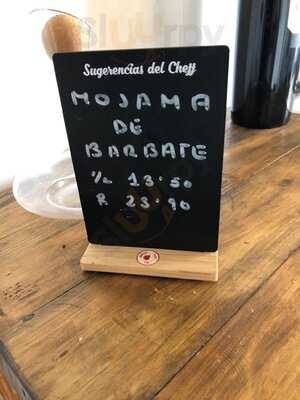 Sugerencias del Cheff
MOJAMA
DE
BARBATE
½ 13'50
R 23'90